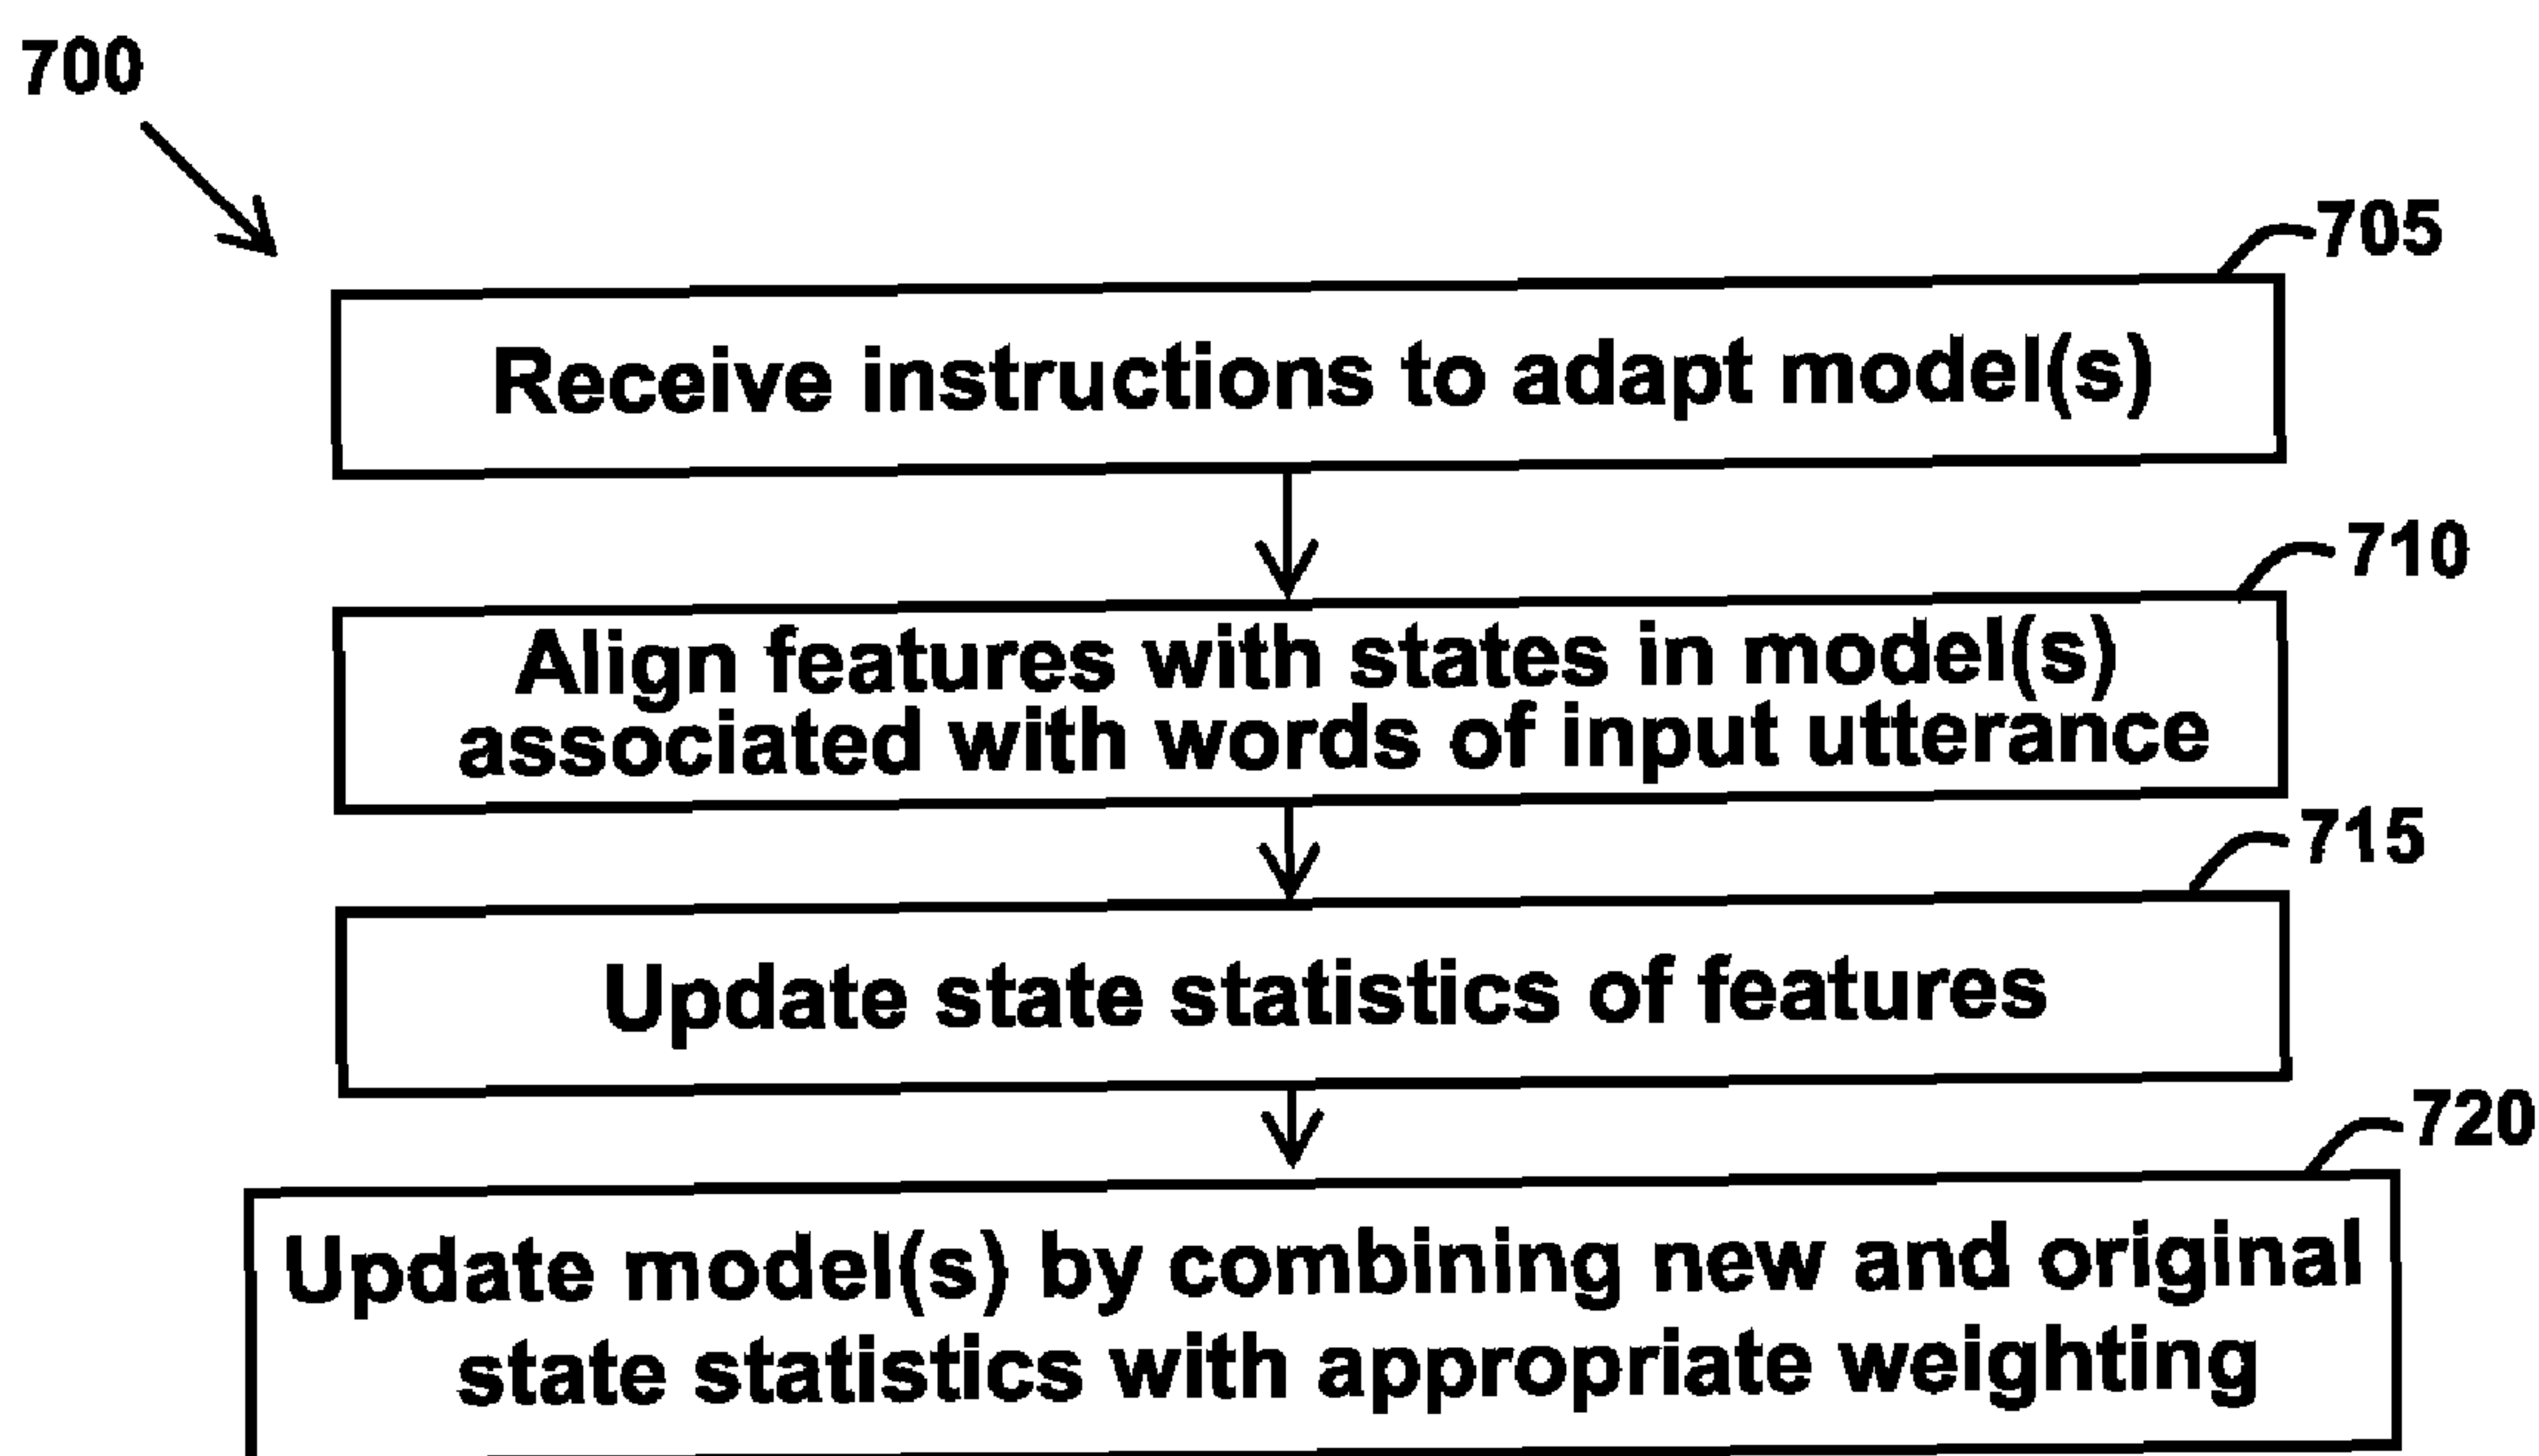 700
705
Receive instructions to adapt model(s)
710
Align features with states in model(s)
associated with words of input utterance
715
Update state statistics of features
720
Update model(s) by combining new and original
state statistics with appropriate weighting